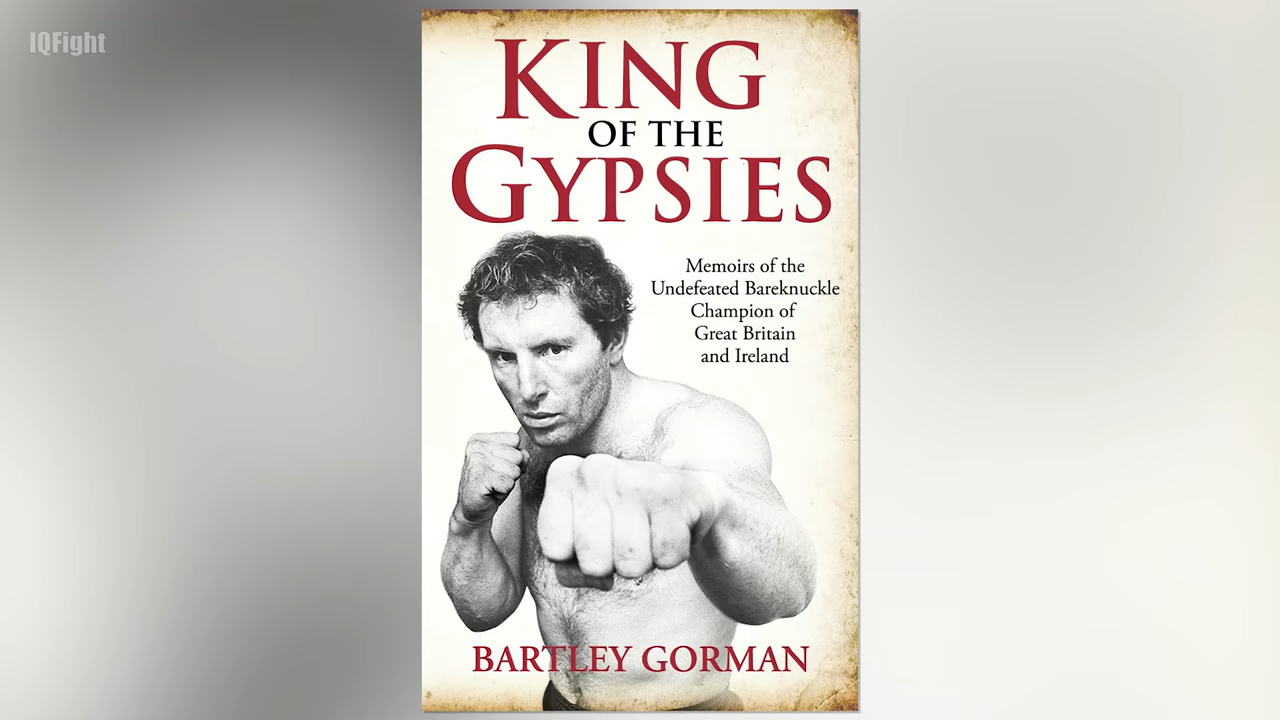 IQFight
KING
OF THE
GYPSIES
Memoirs of the
Undefeated Bareknuckle
Champion of
Great Britain
and Ireland
BARTLEY GORMAN